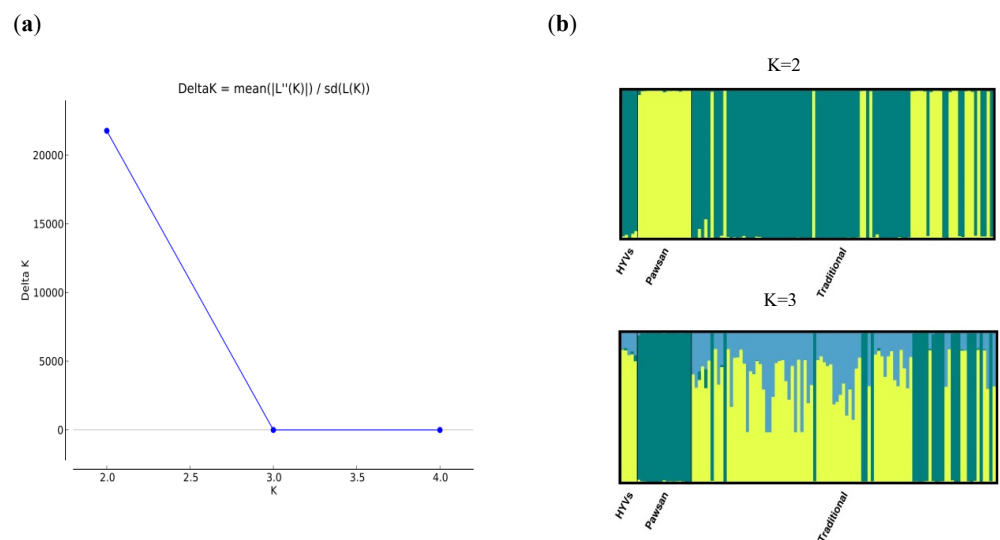 (a)
DeltaK = mean(|L''(K)|) / sd(L(K))
20000
15000
10000
5000
0
Delta K
2.0 2.5 3.0 3.5 4.0
K
(b)
K=2
HYVs Pawsan Traditional
K=3
HYVs Pawsan Traditional